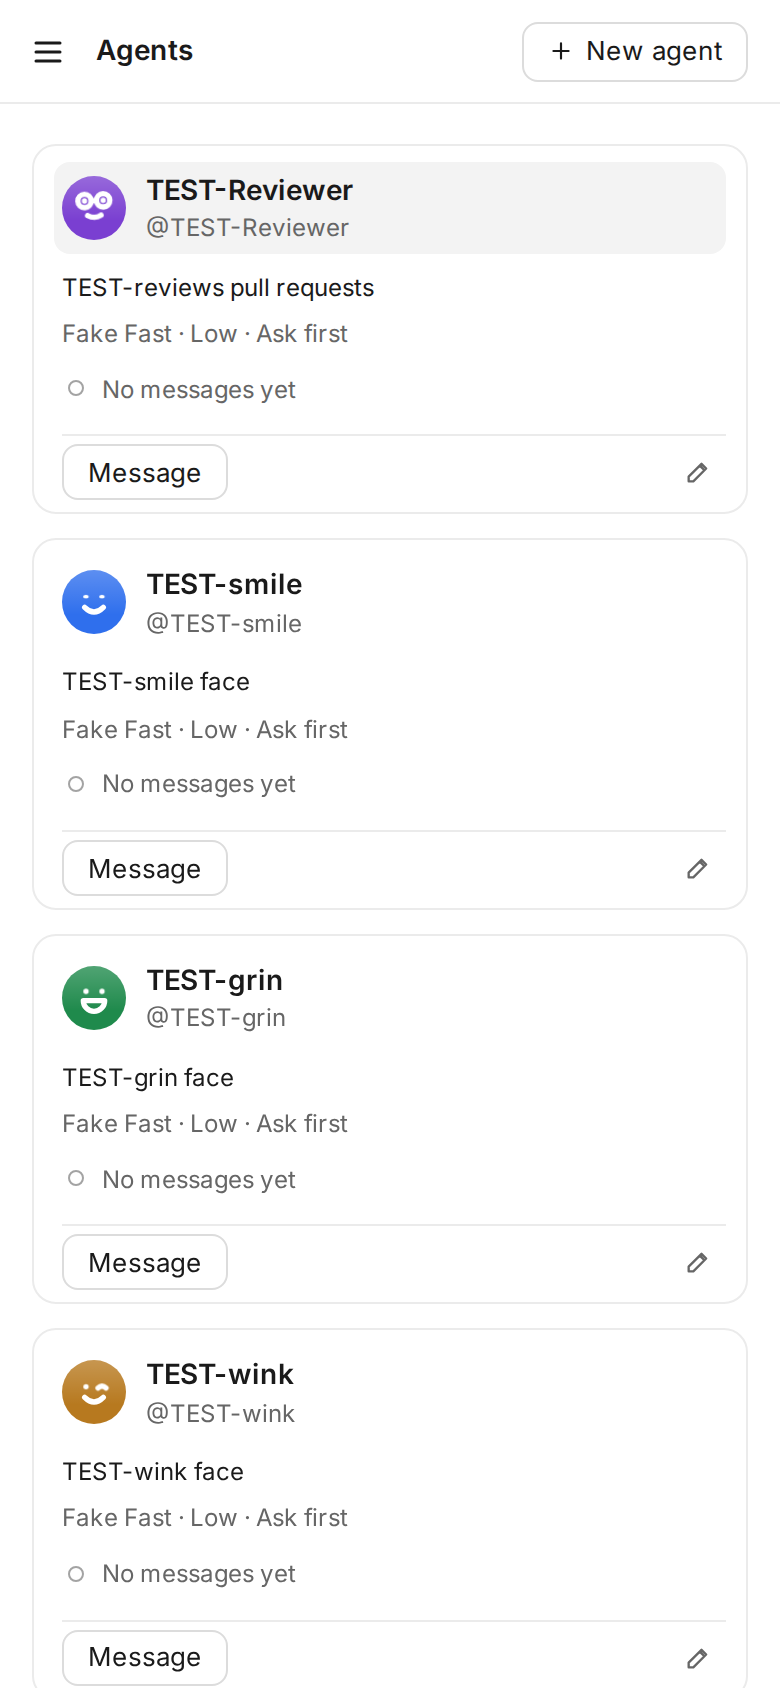 Agents
New agent
TEST-Reviewer
@TEST-Reviewer
TEST-reviews pull requests
Fake Fast · Low · Ask first
No messages yet
Message
TEST-smile
@TEST-smile
TEST-smile face
Fake Fast · Low · Ask first
No messages yet
Message
TEST-grin
@TEST-grin
TEST-grin face
Fake Fast · Low · Ask first
No messages yet
Message
TEST-wink
@TEST-wink
TEST-wink face
Fake Fast · Low · Ask first
No messages yet
Message